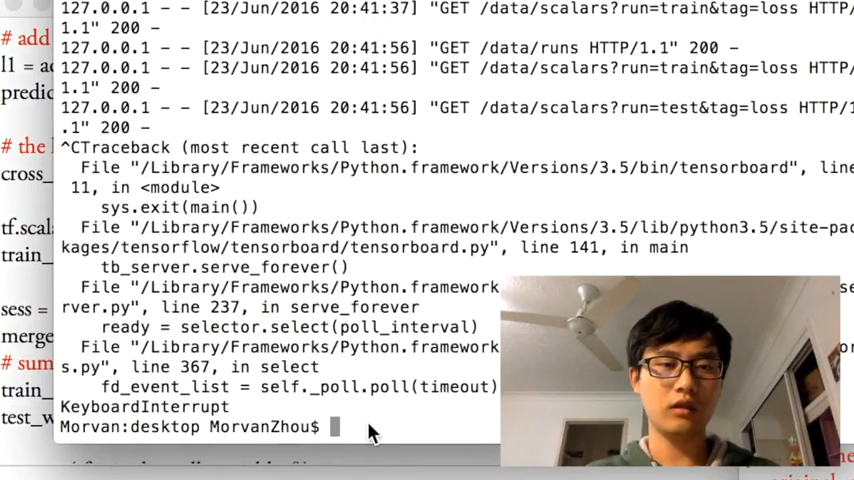 127.0.0.1 - - [23/Jun/2016 20:41:37] "GET /data/scalars?run=train&tag=loss HTTP/
1.1" 200 -
127.0.0.1 - - [23/Jun/2016 20:41:56] "GET /data/runs HTTP/1.1" 200 -
127.0.0.1 - - [23/Jun/2016 20:41:56] "GET /data/scalars?run=train&tag=loss HTTP/
1.1" 200 -
127.0.0.1 - - [23/Jun/2016 20:41:56] "GET /data/scalars?run=test&tag=loss HTTP/1
.1" 200 -
^CTraceback (most recent call last):
File "/Library/Frameworks/Python.framework/Versions/3.5/bin/tensorboard", line
11, in <module>
sys.exit(main())
File "/Library/Frameworks/Python.framework/Versions/3.5/lib/python3.5/site-pac
kages/tensorflow/tensorboard/tensorboard.py", line 141, in main
tb_server.serve_forever()
File "/Library/Frameworks/Python.framework
rver.py", line 237, in serve_forever
ready = selector.select(poll_interval)
File "/Library/Frameworks/Python.framework
s.py", line 367, in select
fd_event_list = self._poll.poll(timeout)
KeyboardInterrupt
Morvan:desktop MorvanZhou$
# add
l1 = ad
predic
# the l
cross_
tf.scal
train_
sess =
merge
# sum
train_
test_w